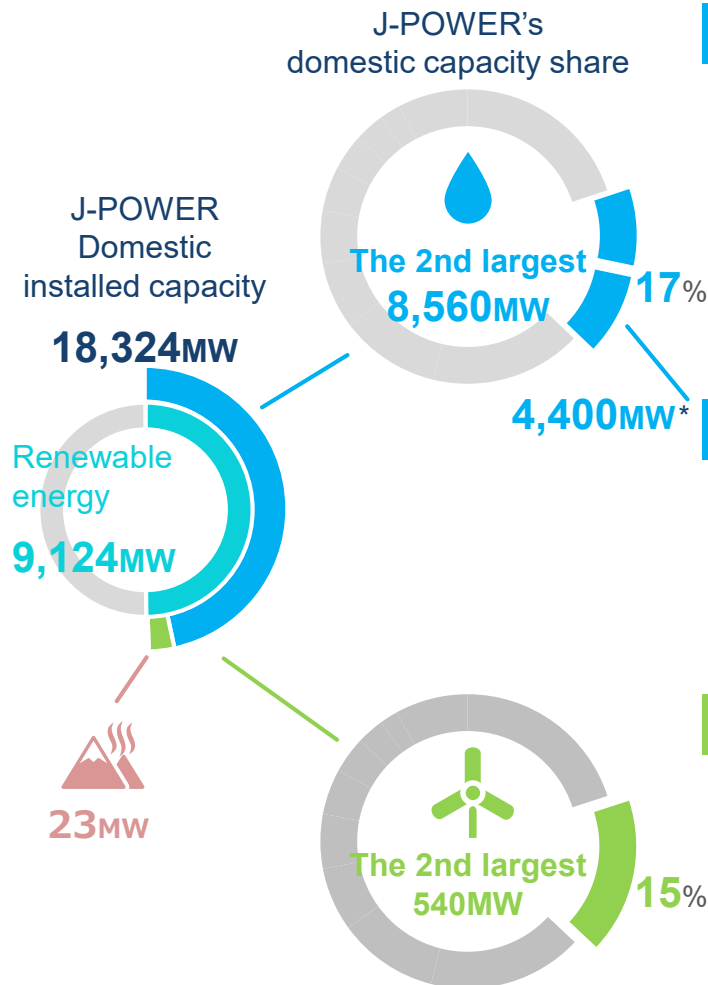 J-POWER's
domestic capacity share
The 2nd largest
8,560MW
17%
4,400MW*
J-POWER
Domestic
installed capacity
18,324MW
Renewable
energy
9,124MW
23MW
The 2nd largest
540MW
15%